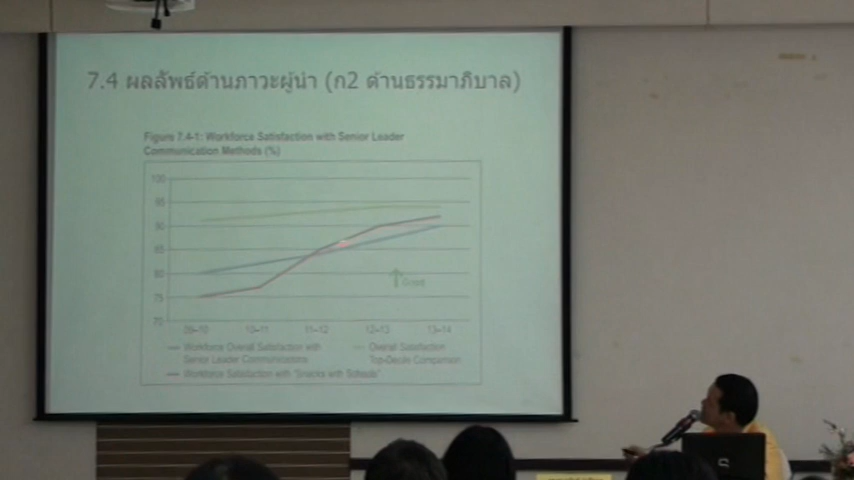 7.4 ผลลัพธ์ด้านภาวะผู้นำ (ก2 ด้านธรรมาภิบาล)
Figure 7.4-1: Workforce Satisfaction with Senior Leader
Communication Methods (%)
100
95
90
85
80
75
70
Good
09–10 10–11 11–12 12–13 13–14
Workforce Overall Satisfaction with
Senior Leader Communications
Overall Satisfaction
Top-Decile Comparison
Workforce Satisfaction with "Snacks with